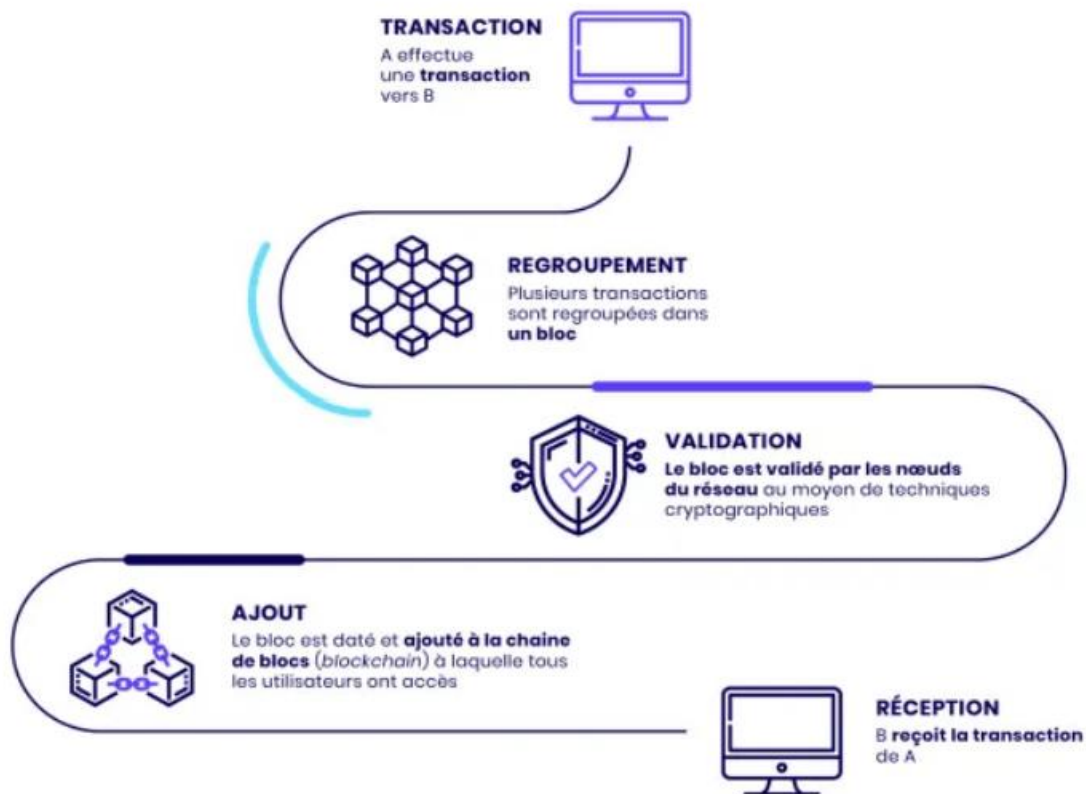 TRANSACTION
A effectue
une transaction
vers B
REGROUPEMENT
Plusieurs transactions
sont regroupées dans
un bloc
VALIDATION
Le bloc est validé par les nœuds
du réseau au moyen de techniques
cryptographiques
AJOUT
Le bloc est daté et ajouté à la chaine
de blocs (blockchain) à laquelle tous
les utilisateurs ont accès
RÉCEPTION
B reçoit la transaction
de A